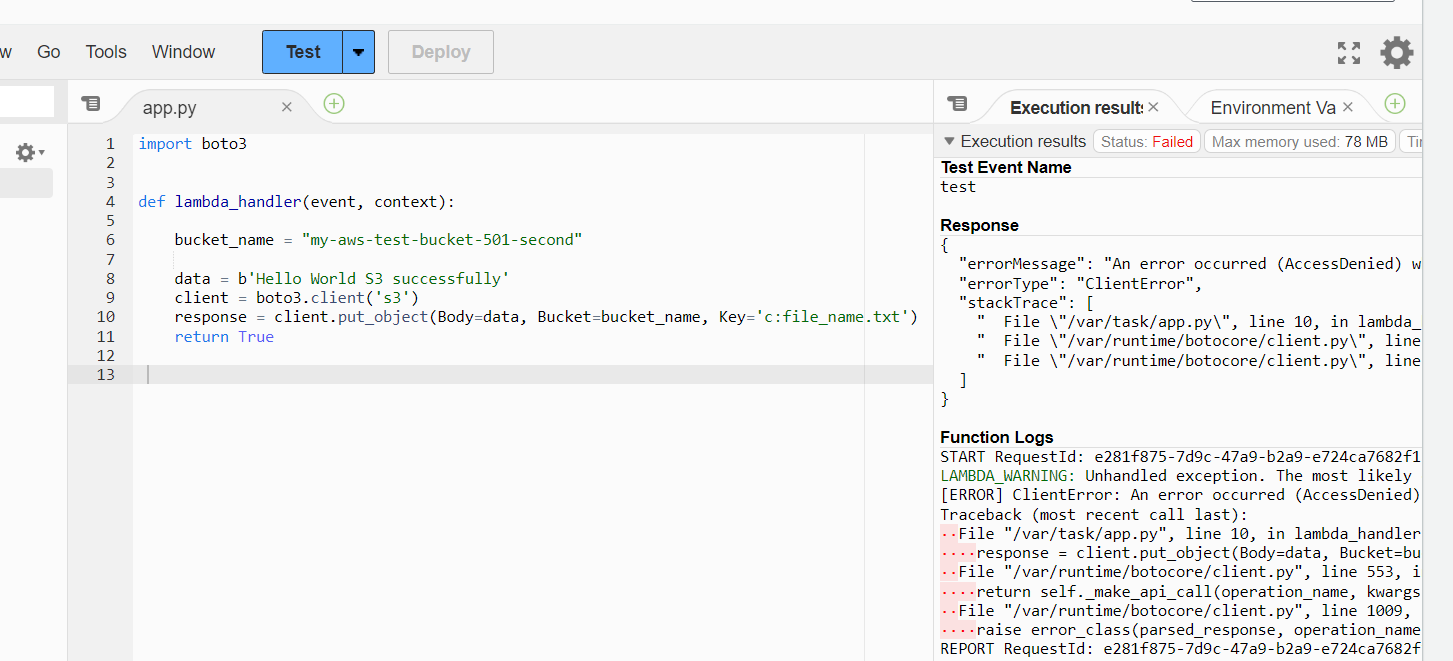 w Go Tools Window Test Deploy
app.py
Execution results Environment Va
Execution results Status: Failed Max memory used: 78 MB Tir
1 import boto3
2
3
4 def lambda_handler(event, context):
5
6 bucket_name = "my-aws-test-bucket-501-second"
7
8 data = b'Hello World S3 successfully'
9 client = boto3.client('s3')
10 response = client.put_object(Body=data, Bucket=bucket_name, Key='c:file_name.txt')
11 return True
12
13
Test Event Name
test
Response
{
"errorMessage": "An error occurred (AccessDenied) w
"errorType": "ClientError",
"stackTrace": [
" File \"/var/task/app.py\", line 10, in lambda_
" File \"/var/runtime/botocore/client.py\", line
" File \"/var/runtime/botocore/client.py\", line
]
}
Function Logs
START RequestId: e281f875-7d9c-47a9-b2a9-e724ca7682f1
LAMBDA_WARNING: Unhandled exception. The most likely
[ERROR] ClientError: An error occurred (AccessDenied)
Traceback (most recent call last):
··File "/var/task/app.py", line 10, in lambda_handler
····response = client.put_object(Body=data, Bucket=bu
··File "/var/runtime/botocore/client.py", line 553, i
····return self._make_api_call(operation_name, kwargs
··File "/var/runtime/botocore/client.py", line 1009,
····raise error_class(parsed_response, operation_name
REPORT RequestId: e281f875-7d9c-47a9-b2a9-e724ca7682f